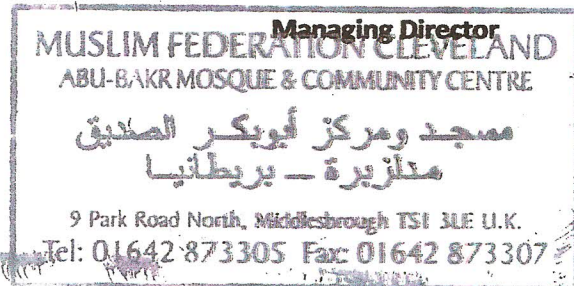 Managing Director
MUSLIM FEDERATION CLEVELAND
ABU-BAKR MOSQUE & COMMUNITY CENTRE
مسجد ومركز أبوبكر الصديق
متلزبرة - بريطانيا
9 Park Road North, Middlesbrough TS1 3LE U.K.
Tel: 01642 873305 Fax: 01642 873307